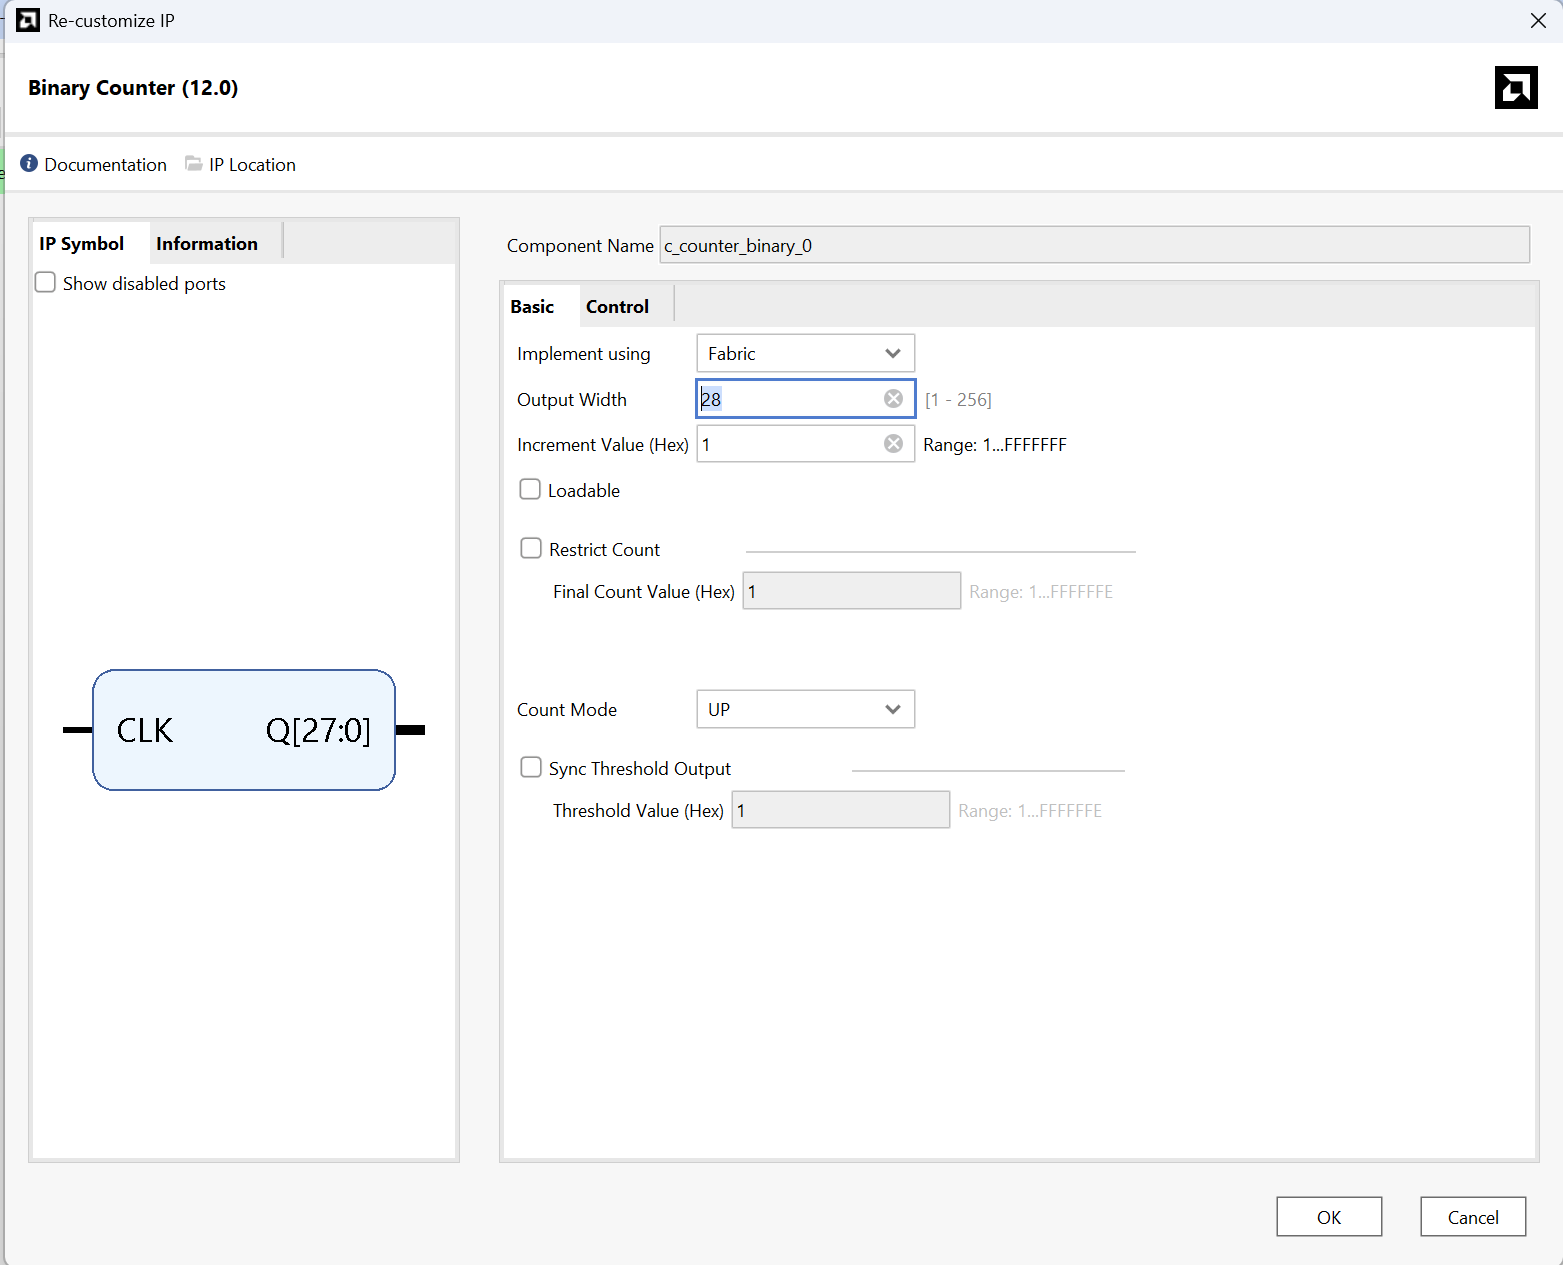 Re-customize IP
Binary Counter (12.0)
Documentation IP Location
IP Symbol Information
Show disabled ports
CLK Q[27:0]
Component Name c_counter_binary_0
Basic Control
Implement using Fabric
Output Width 28 [1 - 256]
Increment Value (Hex) 1 Range: 1...FFFFFFF
Loadable
Restrict Count
Final Count Value (Hex) 1 Range: 1...FFFFFFE
Count Mode UP
Sync Threshold Output
Threshold Value (Hex) 1 Range: 1...FFFFFFE
OK Cancel